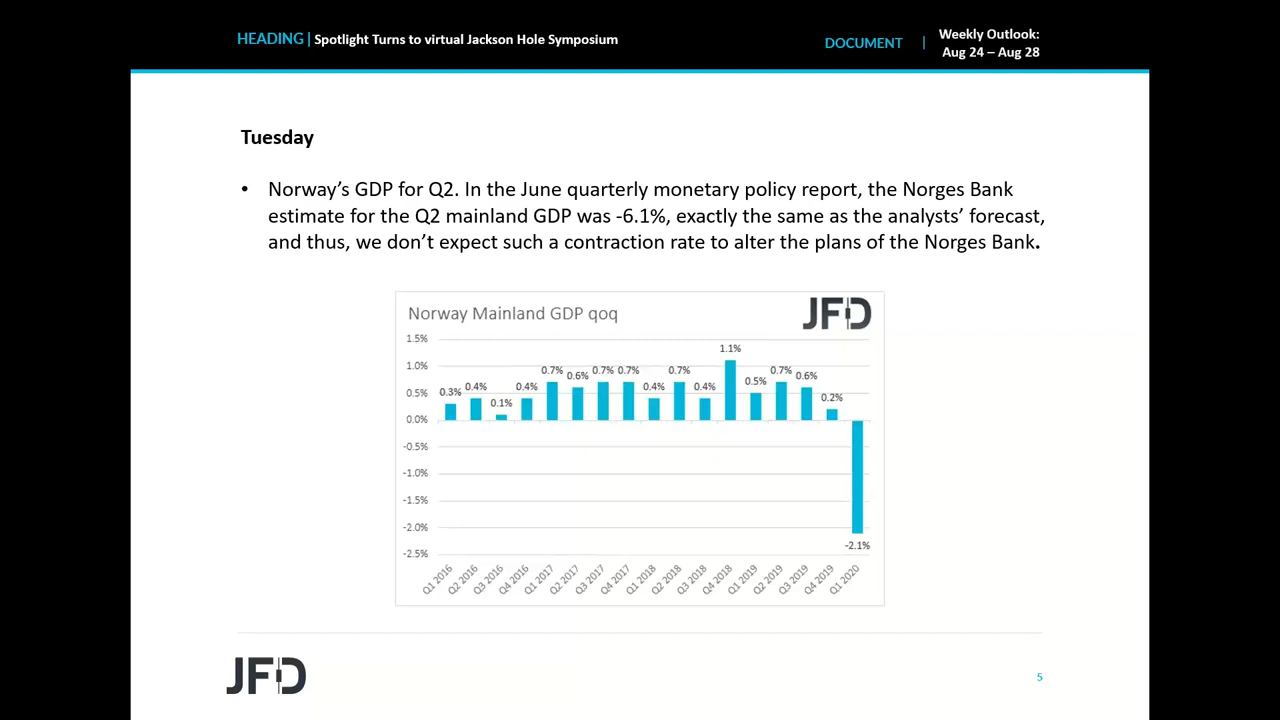 HEADING | Spotlight Turns to virtual Jackson Hole Symposium
DOCUMENT | Weekly Outlook:
Aug 24 – Aug 28
Tuesday
• Norway’s GDP for Q2. In the June quarterly monetary policy report, the Norges Bank
estimate for the Q2 mainland GDP was -6.1%, exactly the same as the analysts’ forecast,
and thus, we don’t expect such a contraction rate to alter the plans of the Norges Bank.
Norway Mainland GDP qoq
JFD
1.5%
1.0%
0.5%
0.0%
-0.5%
-1.0%
-1.5%
-2.0%
-2.5%
0.3%
0.4%
0.1%
0.4%
0.7%
0.6%
0.7%
0.7%
0.4%
0.7%
0.4%
1.1%
0.5%
0.7%
0.6%
0.2%
-2.1%
Q1 2016
Q2 2016
Q3 2016
Q4 2016
Q1 2017
Q2 2017
Q3 2017
Q4 2017
Q1 2018
Q2 2018
Q3 2018
Q4 2018
Q1 2019
Q2 2019
Q3 2019
Q4 2019
Q1 2020
JFD
5